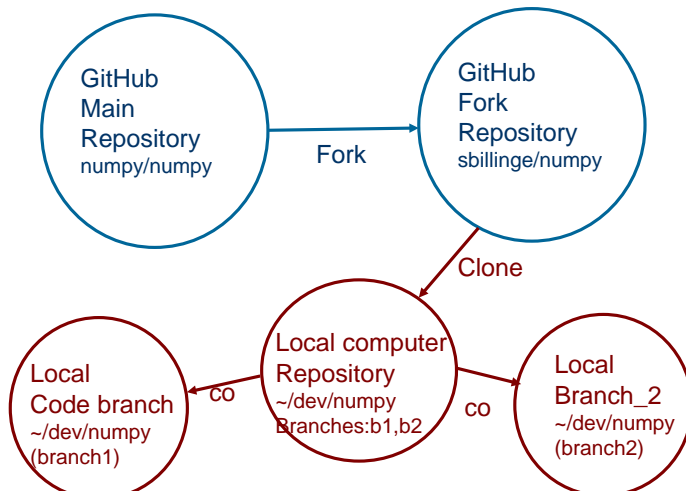 GitHub
Main
Repository
numpy/numpy
Fork
GitHub
Fork
Repository
sbillinge/numpy
Clone
Local computer
Repository
~/dev/numpy
Branches:b1,b2
co
co
Local
Code branch
~/dev/numpy
(branch1)
Local
Branch_2
~/dev/numpy
(branch2)